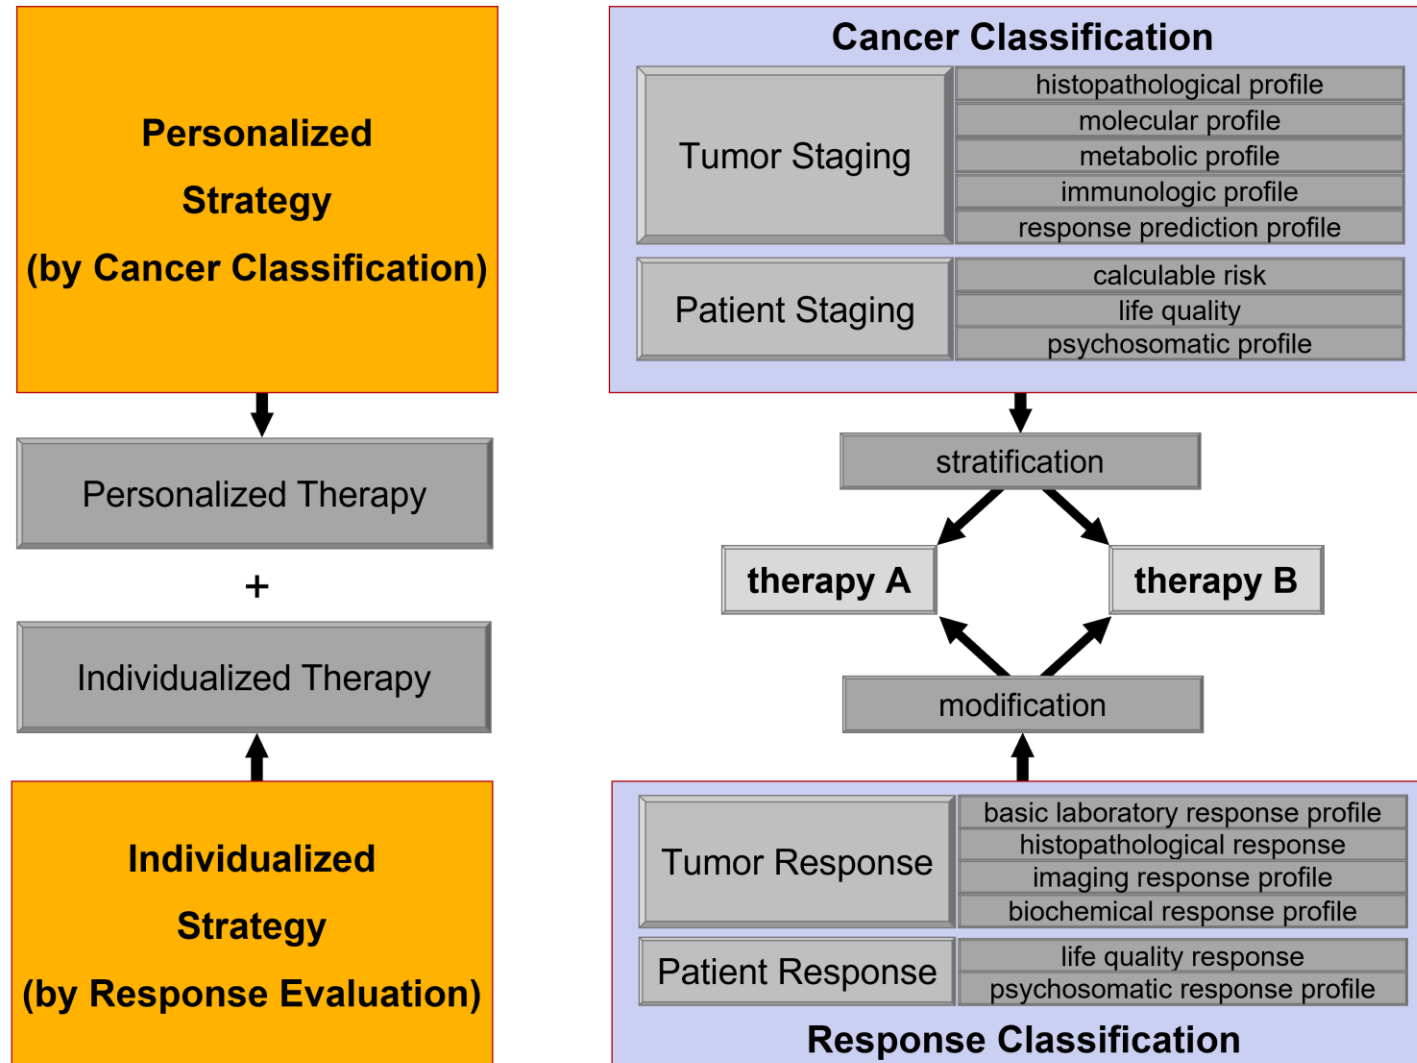 Personalized
Strategy
(by Cancer Classification)
Personalized Therapy
+
Individualized Therapy
Individualized
Strategy
(by Response Evaluation)
Cancer Classification
Tumor Staging
histopathological profile
molecular profile
metabolic profile
immunologic profile
response prediction profile
Patient Staging
calculable risk
life quality
psychosomatic profile
stratification
therapy A
therapy B
modification
Tumor Response
basic laboratory response profile
histopathological response
imaging response profile
biochemical response profile
Patient Response
life quality response
psychosomatic response profile
Response Classification